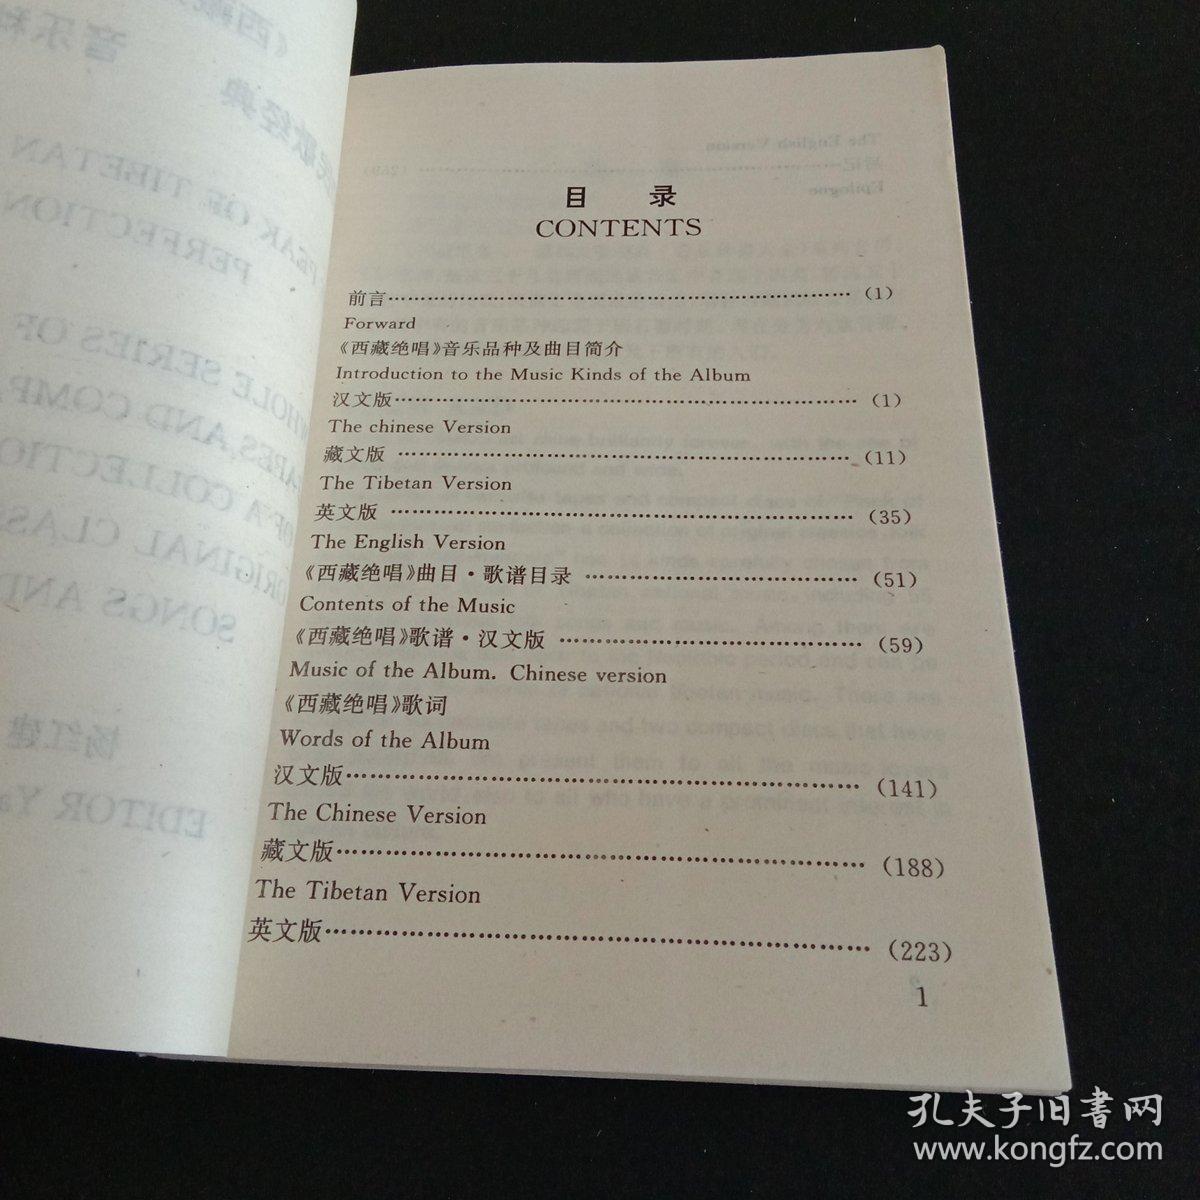 目 录
CONTENTS
前言……………………………………………………………… (1)
Forward
《西藏绝唱》音乐品种及曲目简介
Introduction to the Music Kinds of the Album
汉文版……………………………………………………………… (1)
The chinese Version
藏文版 ……………………………………………………………… (11)
The Tibetan Version
英文版 ……………………………………………………………… (35)
The English Version
《西藏绝唱》曲目·歌谱目录 ………………………………… (51)
Contents of the Music
《西藏绝唱》歌谱·汉文版 …………………………………… (59)
Music of the Album. Chinese version
《西藏绝唱》歌词
Words of the Album
汉文版……………………………………………………………… (141)
The Chinese Version
藏文版……………………………………………………………… (188)
The Tibetan Version
英文版……………………………………………………………… (223)
1
孔夫子旧书网
www.kongfz.com